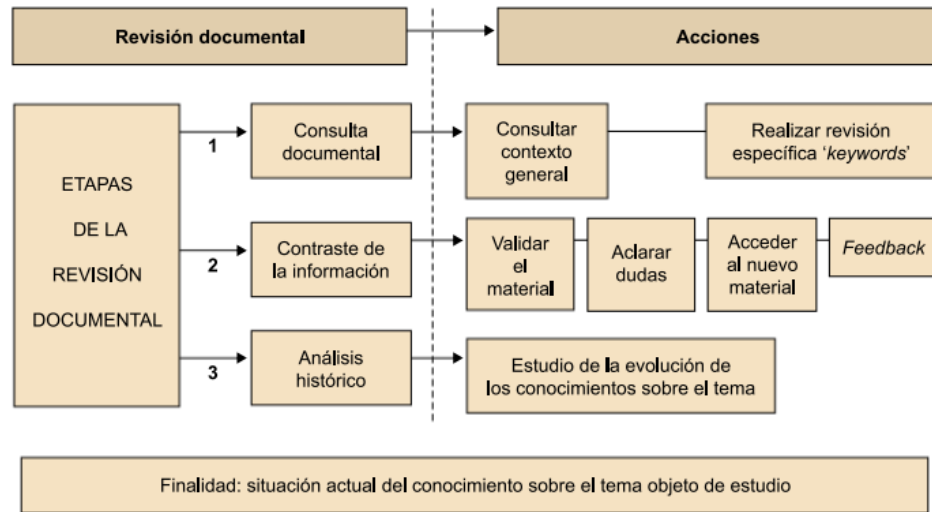 Revisión documental
Acciones
ETAPAS
DE LA
REVISIÓN
DOCUMENTAL
1
Consulta
documental
Consultar
contexto
general
Realizar revisión
específica ‘keywords’
2
Contraste de
la información
Validar
el
material
Aclarar
dudas
Acceder
al nuevo
material
Feedback
3
Análisis
histórico
Estudio de la evolución de
los conocimientos sobre el tema
Finalidad: situación actual del conocimiento sobre el tema objeto de estudio